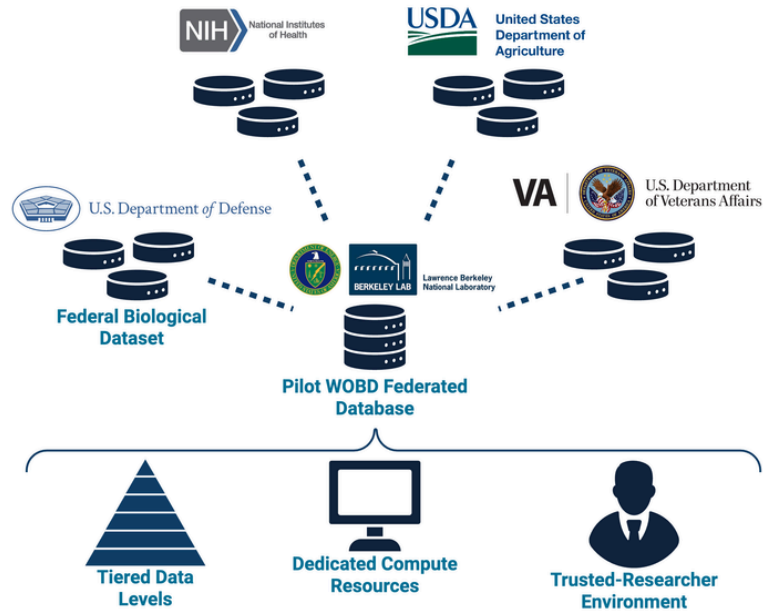 NIH
National Institutes
of Health
USDA
United States
Department of
Agriculture
U.S. Department of Defense
VA
U.S. Department
of Veterans Affairs
BERKELEY LAB
Lawrence Berkeley
National Laboratory
Federal Biological
Dataset
Pilot WOBD Federated
Database
Tiered Data
Levels
Dedicated Compute
Resources
Trusted-Researcher
Environment